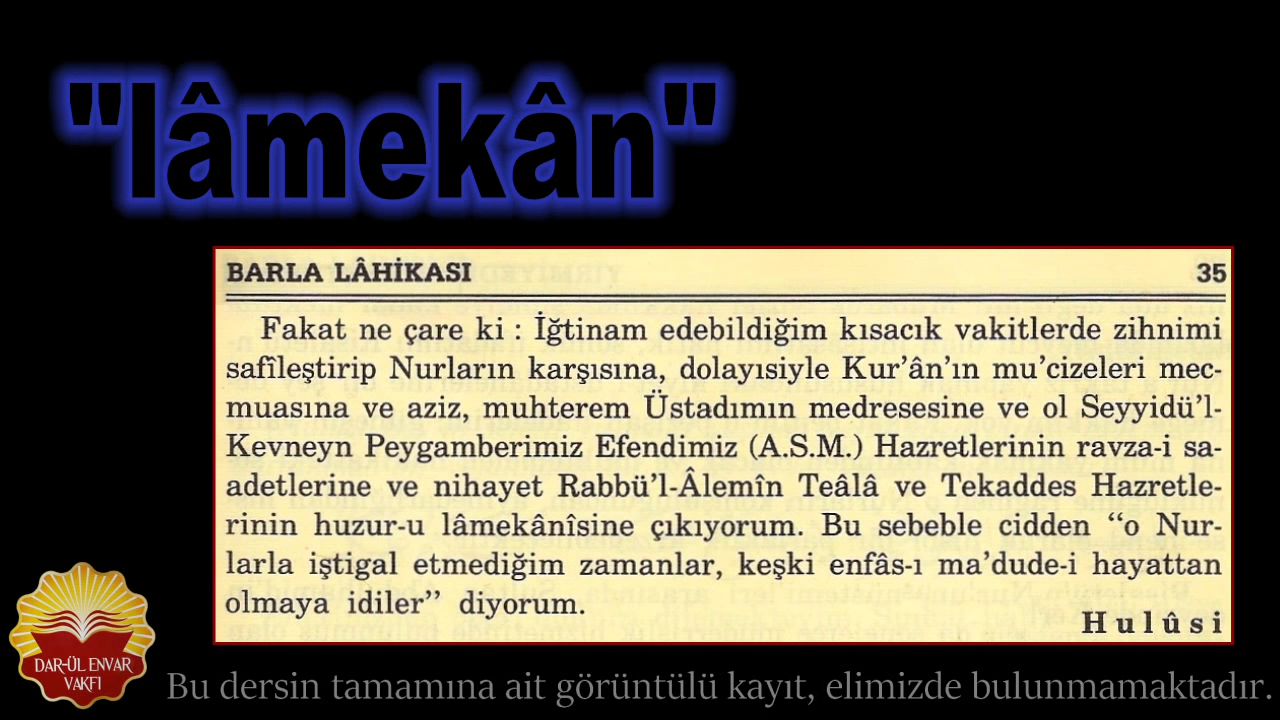 "lâmekân"
BARLA LÂHİKASI 35
Fakat ne çare ki : İğtinam edebildiğim kısacık vakitlerde zihnimi
safîleştirip Nurların karşısına, dolayısiyle Kur’ân’ın mu’cizeleri mec-
muasına ve aziz, muhterem Üstadımın medresesine ve ol Seyyidü’l-
Kevneyn Peygamberimiz Efendimiz (A.S.M.) Hazretlerinin ravza-i sa-
adetlerine ve nihayet Rabbü’l-Âlemîn Teâlâ ve Tekaddes Hazretle-
rinin huzur-u lâmekânîsine çıkıyorum. Bu sebeble cidden “o Nur-
larla iştigal etmediğim zamanlar, keşki enfâs-ı ma’dude-i hayattan
olmaya idiler” diyorum.
Hulûsi
DAR-ÜL ENVAR
VAKFI
Bu dersin tamamına ait görüntülü kayıt, elimizde bulunmamaktadır.